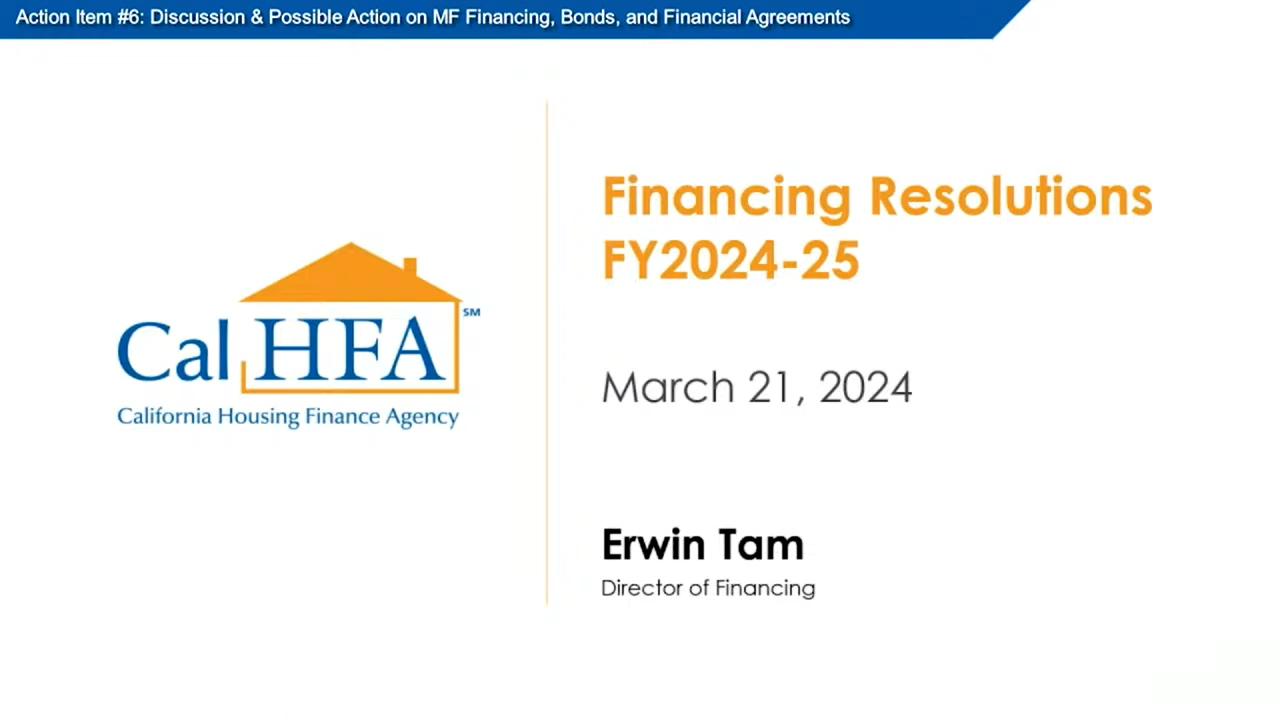 Action Item #6: Discussion & Possible Action on MF Financing, Bonds, and Financial Agreements
Financing Resolutions
FY2024-25
March 21, 2024
Erwin Tam
Director of Financing
Cal HFA SM
California Housing Finance Agency